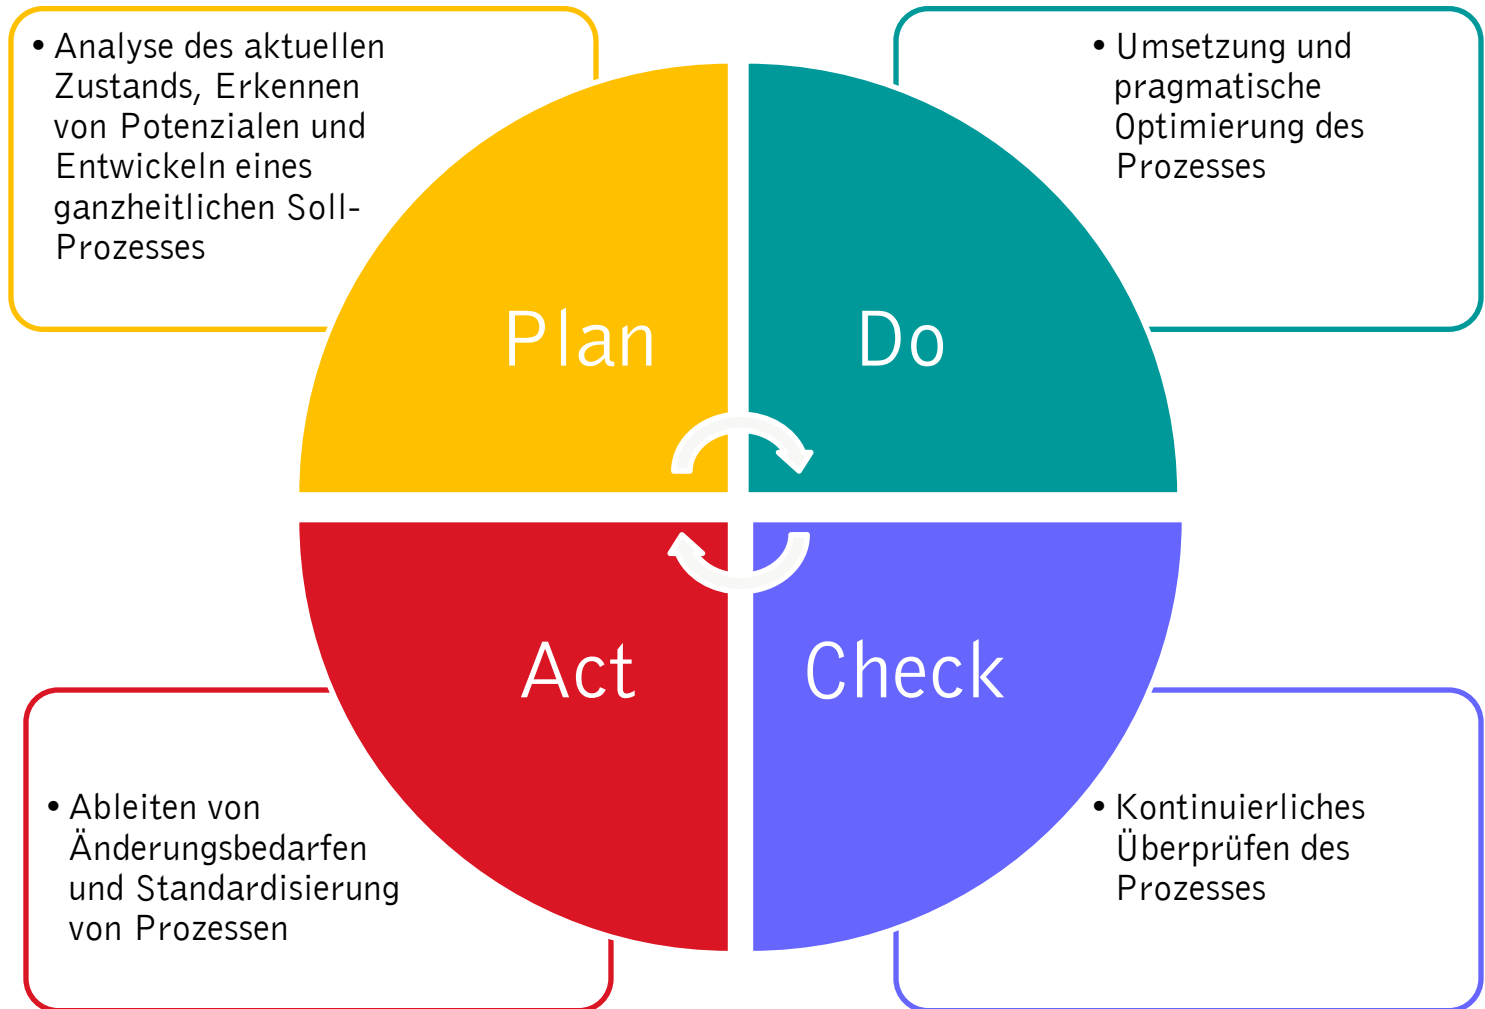 • Analyse des aktuellen
Zustands, Erkennen
von Potenzialen und
Entwickeln eines
ganzheitlichen Soll-
Prozesses
• Umsetzung und
pragmatische
Optimierung des
Prozesses
Plan
Do
Act
Check
• Ableiten von
Änderungsbedarfen
und Standardisierung
von Prozessen
• Kontinuierliches
Überprüfen des
Prozesses